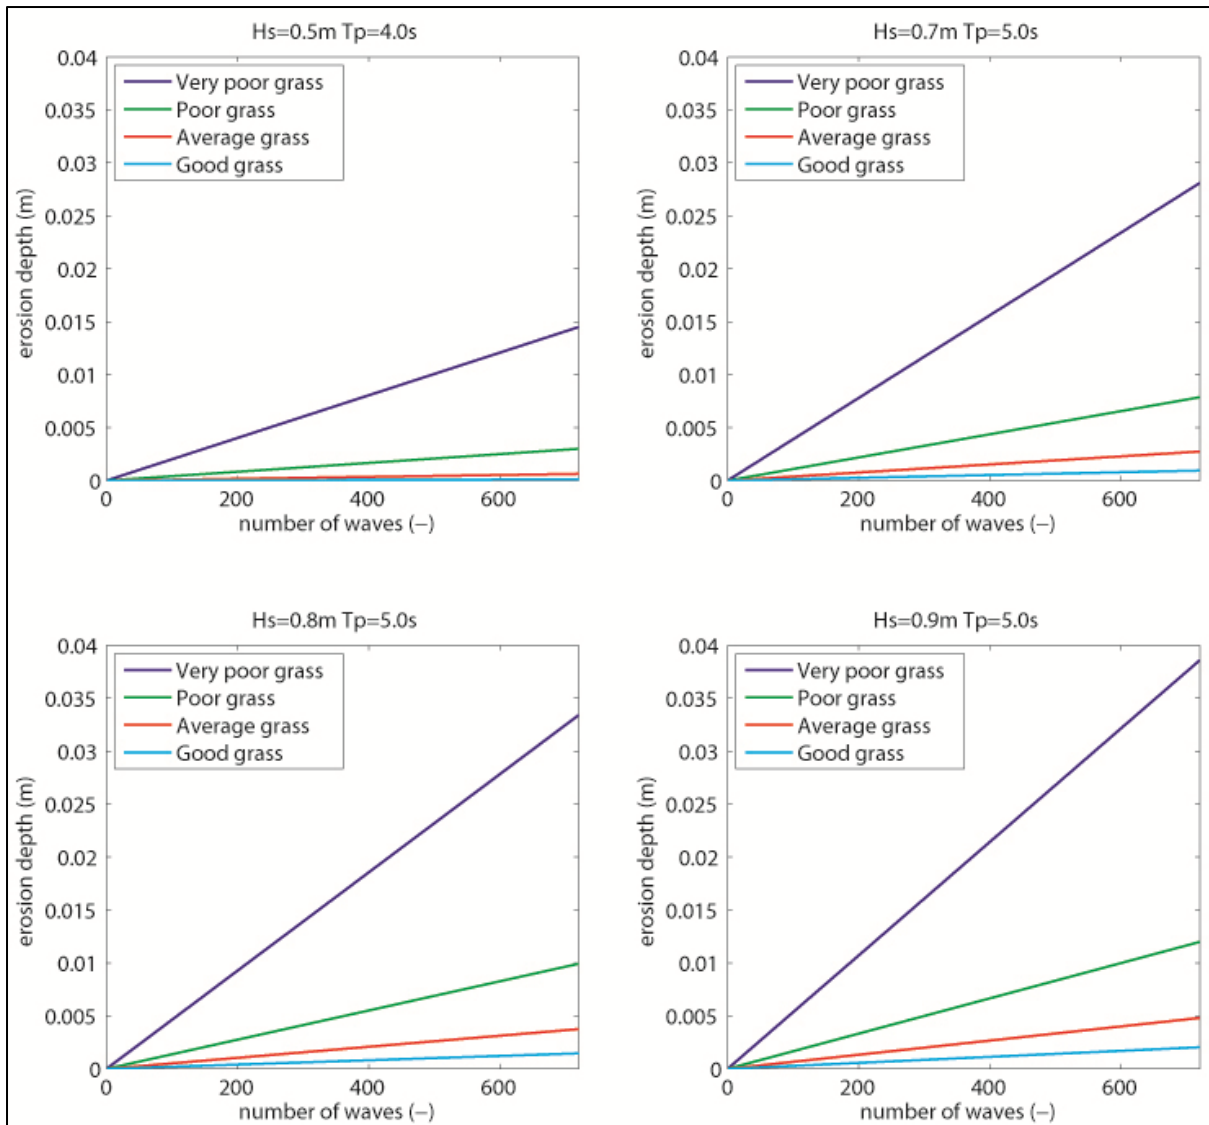 Hs=0.5m Tp=4.0s
0.04
0.035
0.03
0.025
0.02
0.015
0.01
0.005
0
Very poor grass
Poor grass
Average grass
Good grass
erosion depth (m)
0 200 400 600
number of waves (−)
Hs=0.7m Tp=5.0s
0.04
0.035
0.03
0.025
0.02
0.015
0.01
0.005
0
Very poor grass
Poor grass
Average grass
Good grass
erosion depth (m)
0 200 400 600
number of waves (−)
Hs=0.8m Tp=5.0s
0.04
0.035
0.03
0.025
0.02
0.015
0.01
0.005
0
Very poor grass
Poor grass
Average grass
Good grass
erosion depth (m)
0 200 400 600
number of waves (−)
Hs=0.9m Tp=5.0s
0.04
0.035
0.03
0.025
0.02
0.015
0.01
0.005
0
Very poor grass
Poor grass
Average grass
Good grass
erosion depth (m)
0 200 400 600
number of waves (−)